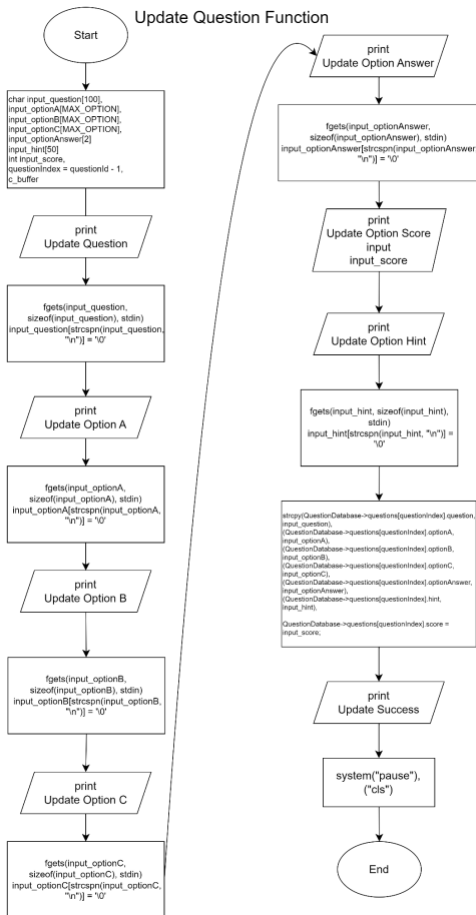 Update Question Function
Start
char input_question[100],
input_optionA[MAX_OPTION],
input_optionB[MAX_OPTION],
input_optionC[MAX_OPTION],
input_optionAnswer[2]
input_hint[50]
int input_score,
questionIndex = questionId - 1,
c_buffer
print
Update Question
fgets(input_question,
sizeof(input_question), stdin)
input_question[strcspn(input_question,
"\n")] = '\0'
print
Update Option A
fgets(input_optionA,
sizeof(input_optionA), stdin)
input_optionA[strcspn(input_optionA,
"\n")] = '\0'
print
Update Option B
fgets(input_optionB,
sizeof(input_optionB), stdin)
input_optionB[strcspn(input_optionB,
"\n")] = '\0'
print
Update Option C
fgets(input_optionC,
sizeof(input_optionC), stdin)
input_optionC[strcspn(input_optionC,
"\n")] = '\0'
print
Update Option Answer
fgets(input_optionAnswer,
sizeof(input_optionAnswer), stdin)
input_optionAnswer[strcspn(input_optionAnswer,
"\n")] = '\0'
print
Update Option Score
input
input_score
print
Update Option Hint
fgets(input_hint, sizeof(input_hint),
stdin)
input_hint[strcspn(input_hint, "\n")] =
'\0'
strcpy(QuestionDatabase->questions[questionIndex].question,
input_question),
(QuestionDatabase->questions[questionIndex].optionA,
input_optionA),
(QuestionDatabase->questions[questionIndex].optionB,
input_optionB),
(QuestionDatabase->questions[questionIndex].optionC,
input_optionC),
(QuestionDatabase->questions[questionIndex].optionAnswer,
input_optionAnswer),
(QuestionDatabase->questions[questionIndex].hint,
input_hint),
QuestionDatabase->questions[questionIndex].score =
input_score;
print
Update Success
system("pause"),
("cls")
End